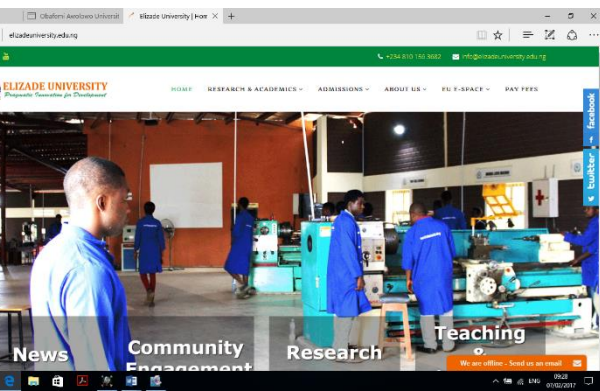 Obafemi Awolowo Universit
Elizade University | Hom
elizadeuniversity.edu.ng
+234 810 156 3682 info@elizadeuniversity.edu.ng
ELIZADE UNIVERSITY
Pragmatic Innovation for Development
HOME RESEARCH & ACADEMICS ADMISSIONS ABOUT US EU E-SPACE PAY FEES
facebook
twitter
News
Community
Engagement
Research
Teaching
&
We are offline - Send us an email
ENG
09:28
07/02/2017